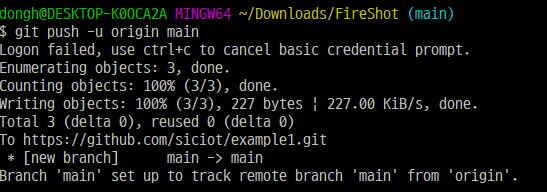 dongh@DESKTOP-K0OCA2A MINGW64 ~/Downloads/FireShot (main)
$ git push -u origin main
Logon failed, use ctrl+c to cancel basic credential prompt.
Enumerating objects: 3, done.
Counting objects: 100% (3/3), done.
Writing objects: 100% (3/3), 227 bytes ¦ 227.00 KiB/s, done.
Total 3 (delta 0), reused 0 (delta 0)
To https://github.com/siciot/example1.git
 * [new branch]      main -> main
Branch 'main' set up to track remote branch 'main' from 'origin'.